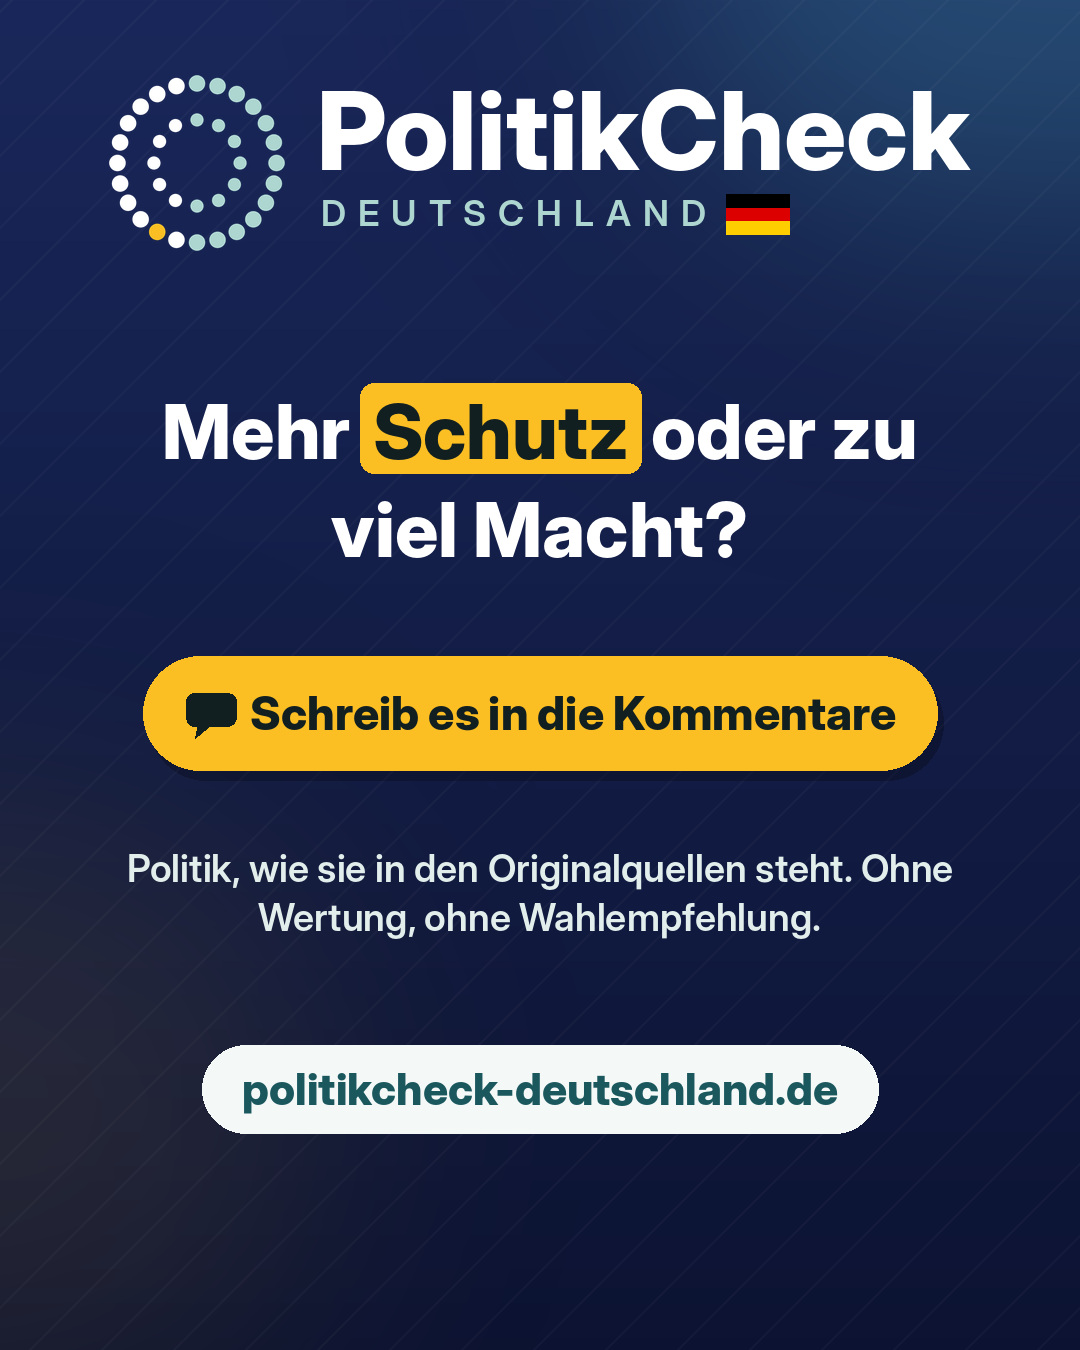 PolitikCheck
DEUTSCHLAND
Mehr Schutz oder zu
viel Macht?
Schreib es in die Kommentare
Politik, wie sie in den Originalquellen steht. Ohne
Wertung, ohne Wahlempfehlung.
politikcheck-deutschland.de